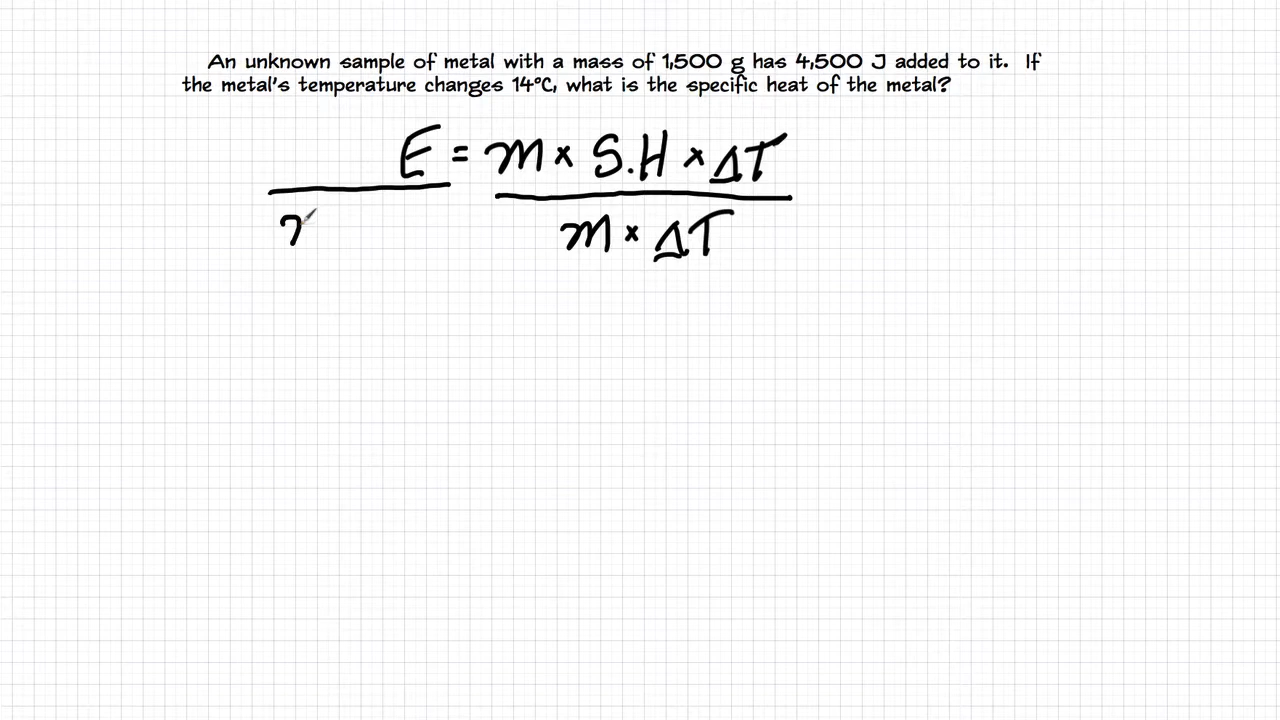 An unknown sample of metal with a mass of 1,500 g has 4,500 J added to it. If
the metal's temperature changes 14°C, what is the specific heat of the metal?
E = m × S.H × ΔT
m × ΔT